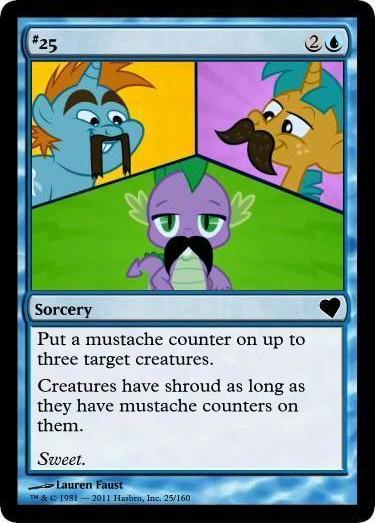 #25 2
Sorcery
Put a mustache counter on up to
three target creatures.
Creatures have shroud as long as
they have mustache counters on
them.
Sweet.
Lauren Faust
™ & © 1981 — 2011 Hasbro, Inc. 25/160